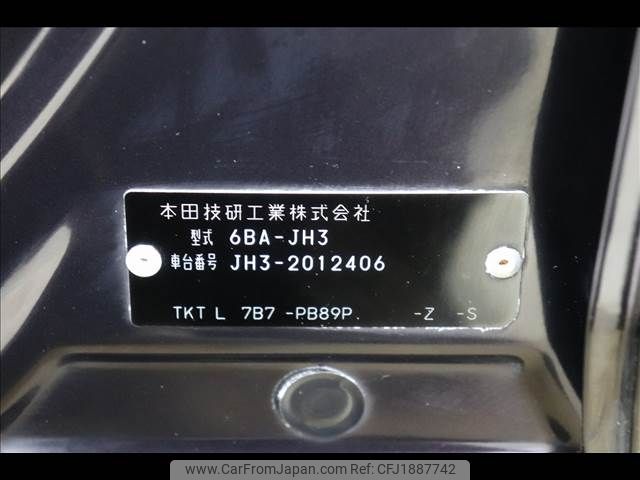 本田技研工業株式会社
型式 6BA-JH3
車台番号 JH3-2012406
TKT L 7B7 -PB89P -Z -S
www.CarFromJapan.com CFJ1887742